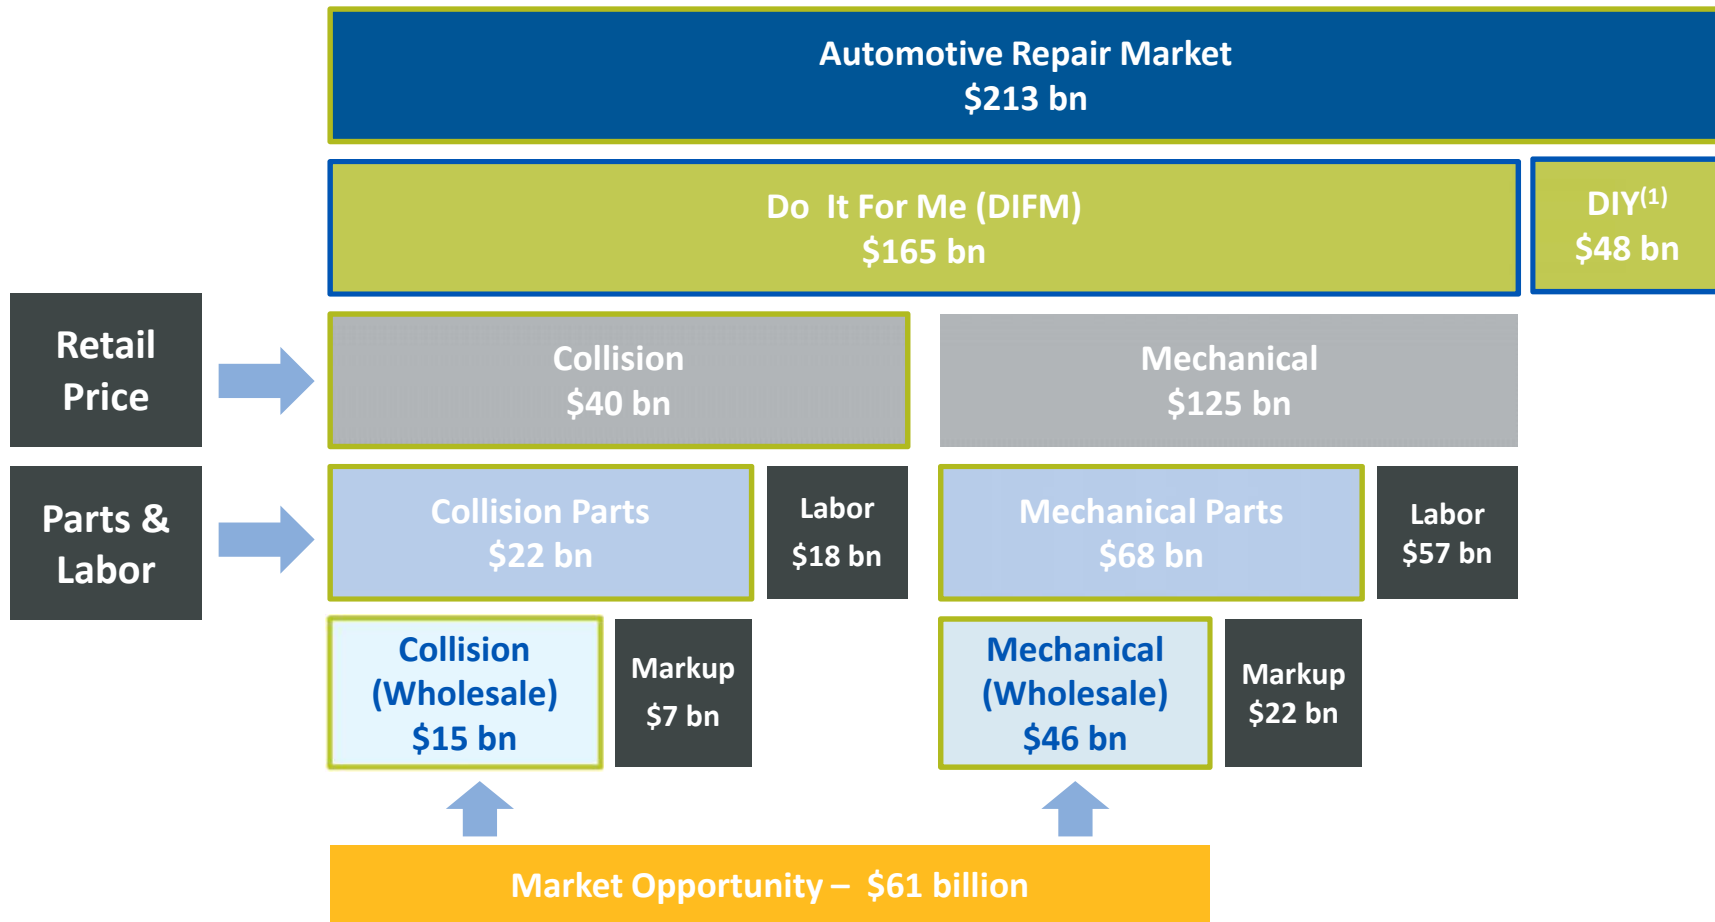 Automotive Repair Market
$213 bn
Do It For Me (DIFM)
$165 bn
DIY(1)
$48 bn
Retail
Price
Collision
$40 bn
Mechanical
$125 bn
Parts &
Labor
Collision Parts
$22 bn
Labor
$18 bn
Mechanical Parts
$68 bn
Labor
$57 bn
Collision
(Wholesale)
$15 bn
Markup
$7 bn
Mechanical
(Wholesale)
$46 bn
Markup
$22 bn
Market Opportunity – $61 billion